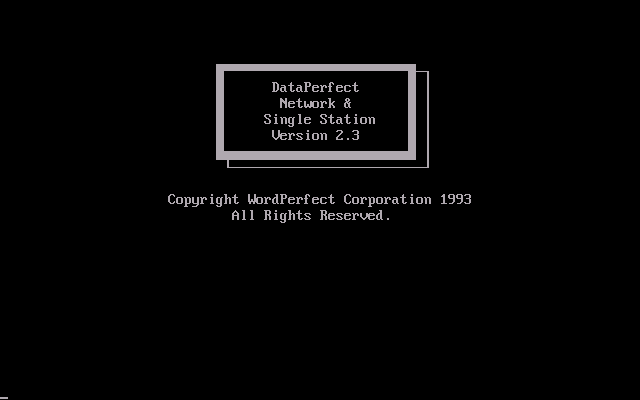 DataPerfect
Network &
Single Station
Version 2.3
Copyright WordPerfect Corporation 1993
All Rights Reserved.